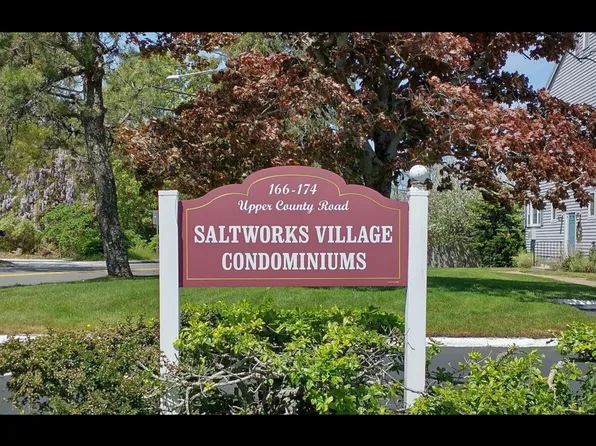 166-174
Upper County Road
SALTWORKS VILLAGE
CONDOMINIUMS